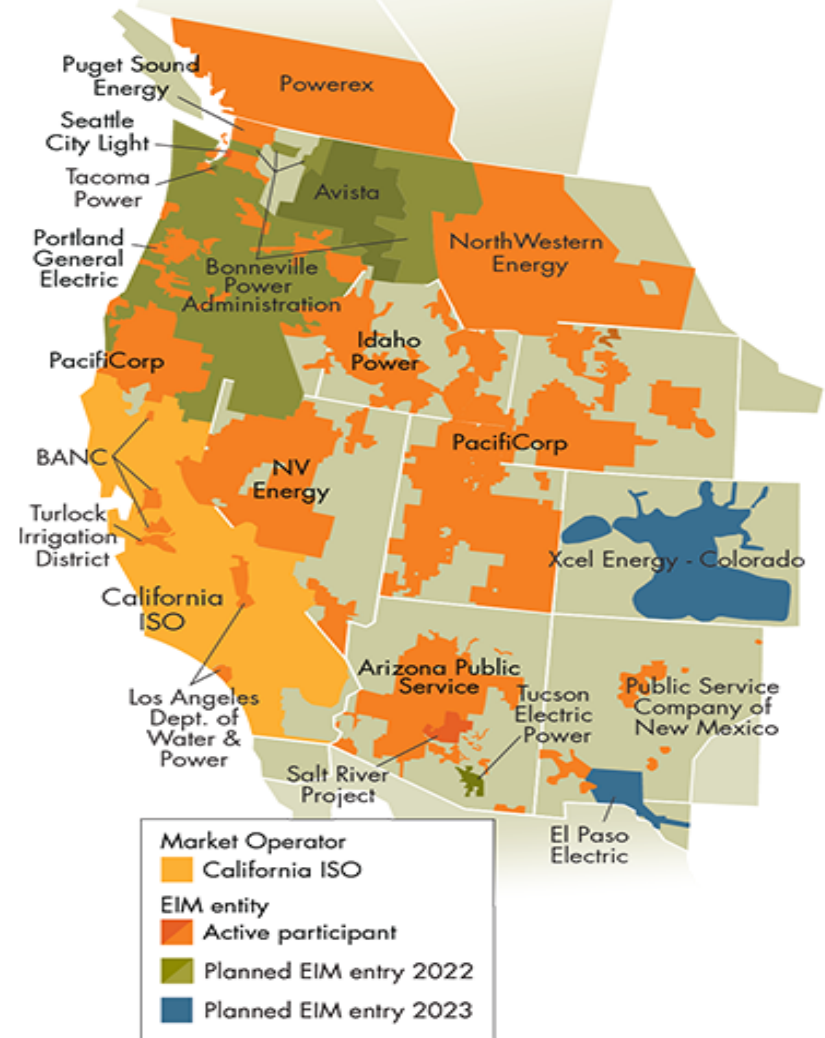 Puget Sound
Energy
Powerex
Seattle
City Light
Tacoma
Power
Avista
Portland
General
Electric
NorthWestern
Energy
Bonneville
Power
Administration
PacifiCorp
Idaho
Power
BANC
NV
Energy
PacifiCorp
Turlock
Irrigation
District
Xcel Energy - Colorado
California
ISO
Arizona Public
Service
Tucson
Electric
Power
Public Service
Company of
New Mexico
Los Angeles
Dept. of
Water &
Power
Salt River
Project
El Paso
Electric
Market Operator
California ISO
EIM entity
Active participant
Planned EIM entry 2022
Planned EIM entry 2023